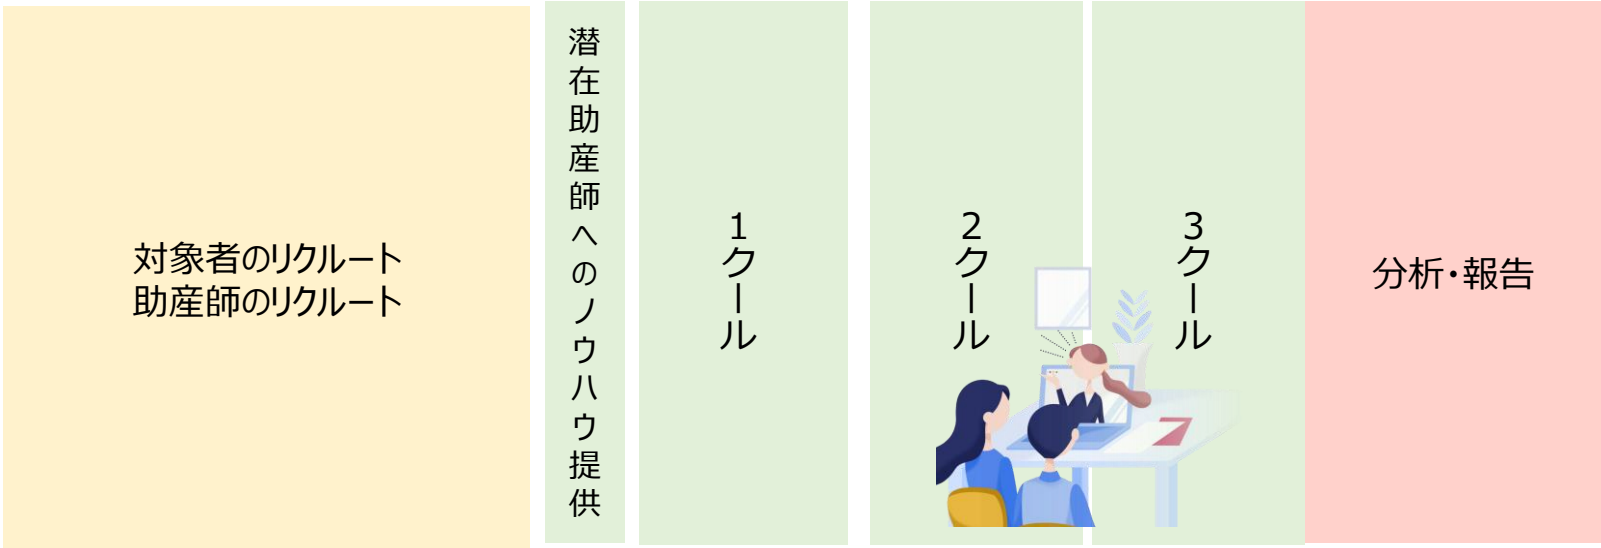 対象者のリクルート
助産師のリクルート
潜在助産師へのノウハウ提供
1クール
2クール
3クール
分析・報告